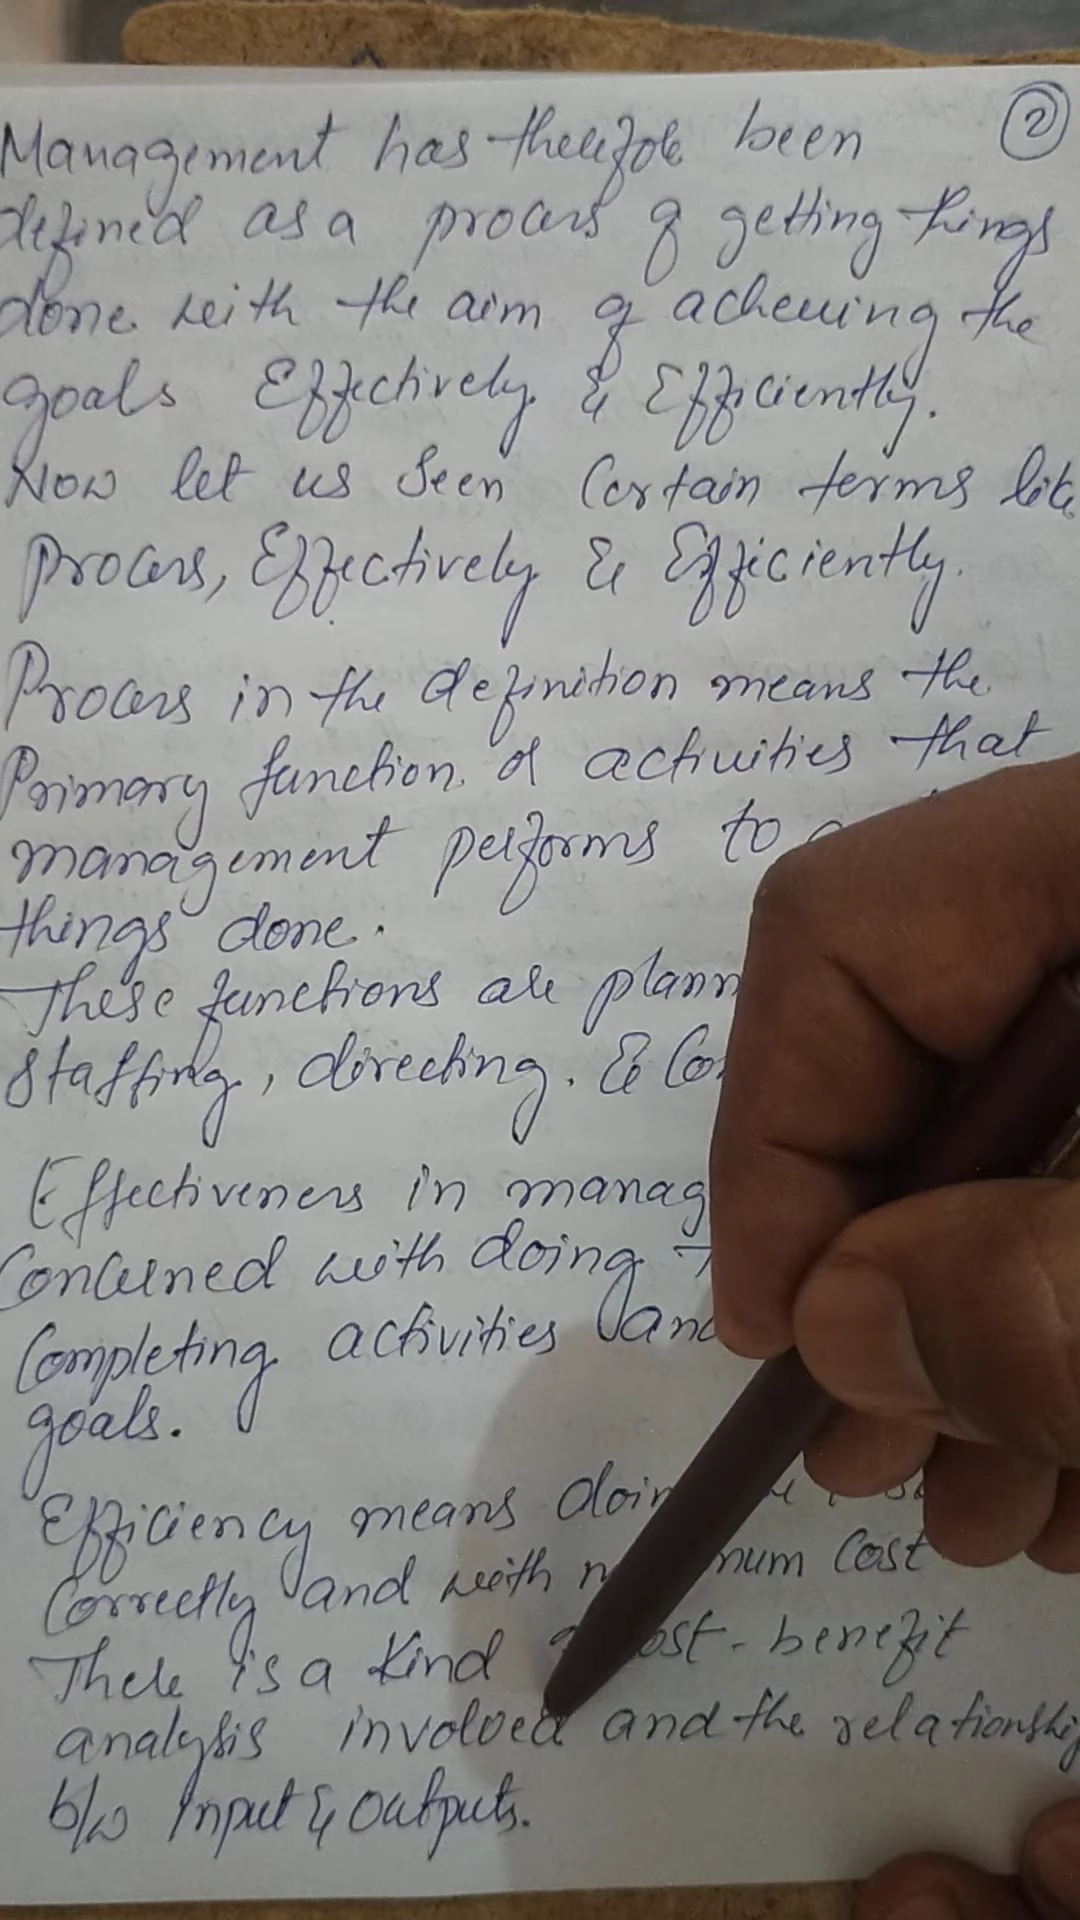 2
Management has therefore been
defined as a process of getting things
done with the aim of acheiving the
goals Effectively & Efficiently.
Now let us seen Certain terms like
Process, Effectively & Efficiently.
Process in the definition means the
Primary function of activities that
management performs to
things done.
These functions are plann
staffing, directing. & Con
Effectiveness in manag
Concerned with doing
Completing activities and
goals.
Efficiency means doin
Correctly and with num Cost
There is a kind ost-benefit
analysis involved and the relationship
b/w Input & Outputs.